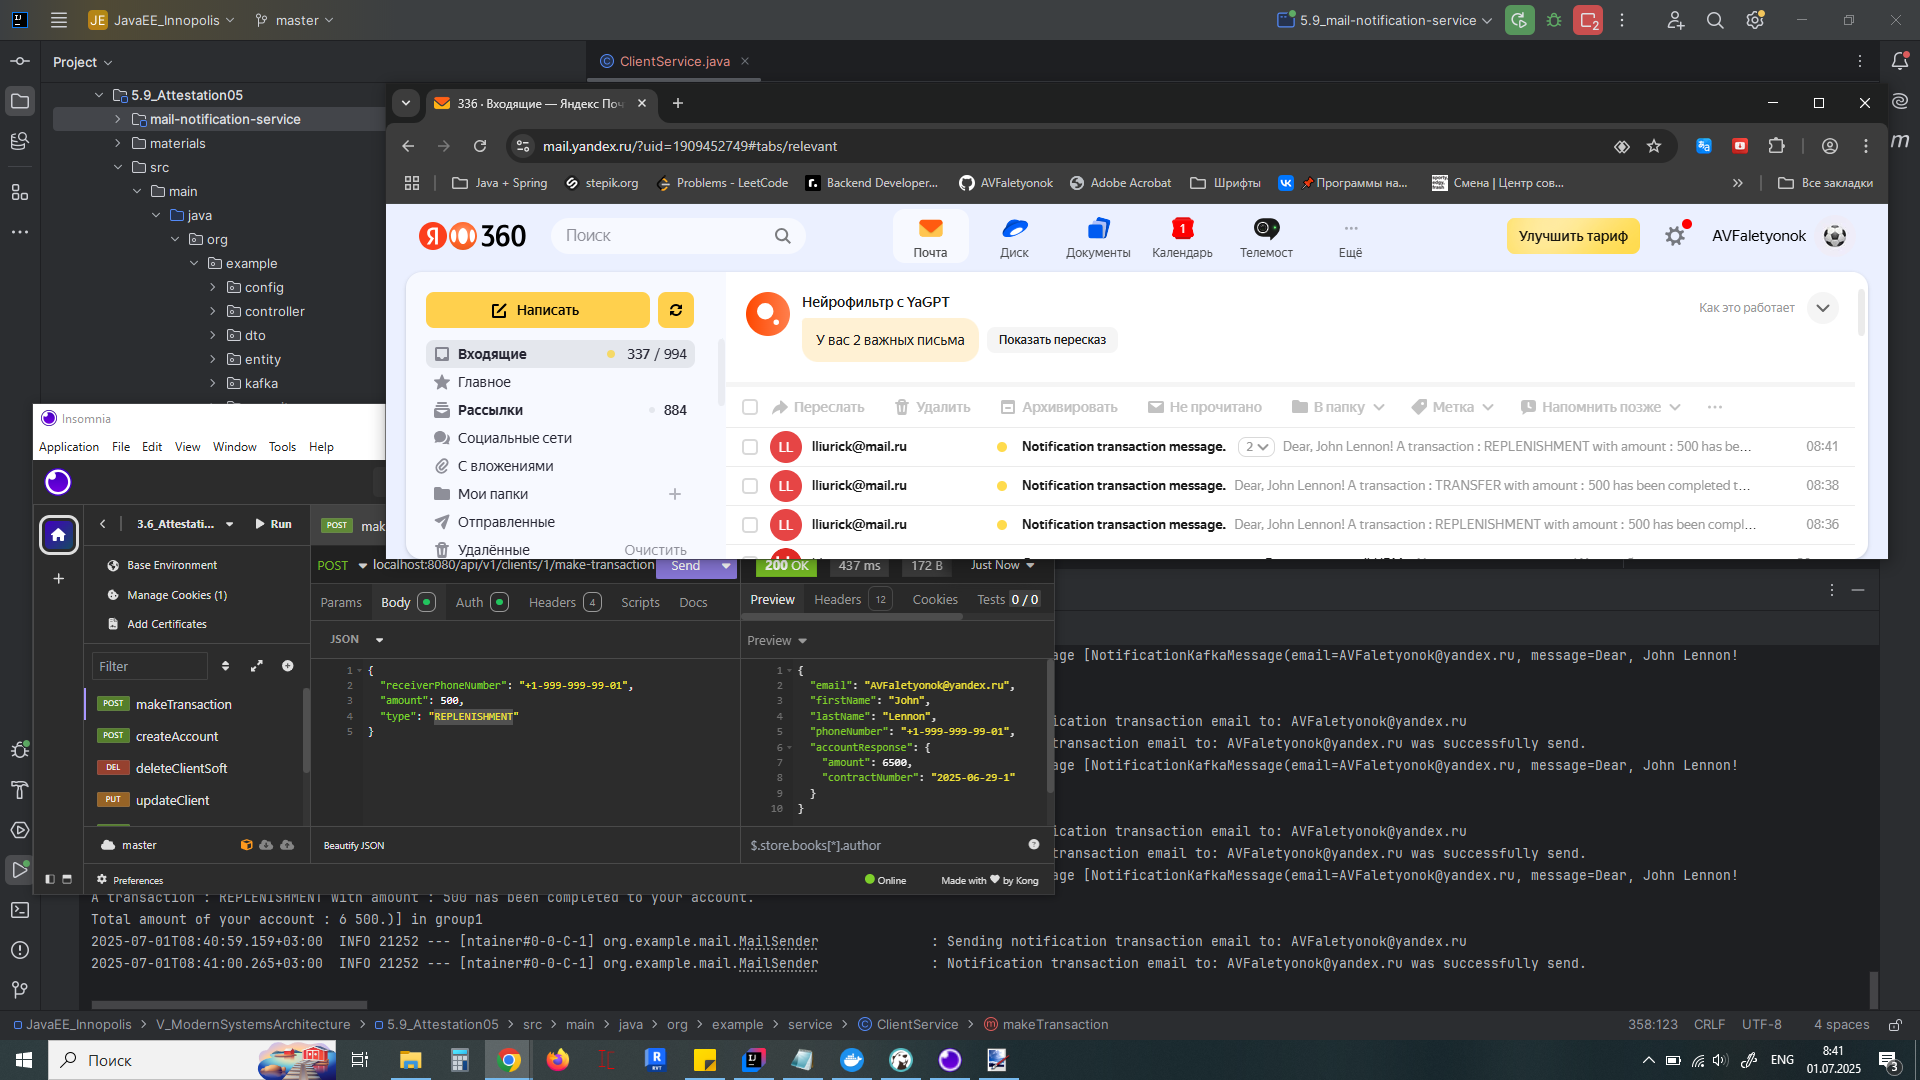 JE JavaEE_Innopolis
master
5.9_mail-notification-service
Project
ClientService.java
5.9_Attestation05
mail-notification-service
materials
src
main
java
org
example
config
controller
dto
entity
kafka
336 · Входящие — Яндекс Поч
mail.yandex.ru/?uid=1909452749#tabs/relevant
Java + Spring
stepik.org
Problems - LeetCode
Backend Developer...
AVFaletyonok
Adobe Acrobat
Шрифты
📌Программы на...
Смена | Центр сов...
Все закладки
Я 360
Поиск
Почта
Диск
Документы
1
Календарь
Телемост
Ещё
Улучшить тариф
AVFaletyonok
Написать
Входящие 337 / 994
Главное
Рассылки 884
Социальные сети
С вложениями
Мои папки
Отправленные
Удалённые Очистить
Нейрофильтр с YaGPT
Как это работает
У вас 2 важных письма
Показать пересказ
Переслать Удалить Архивировать Не прочитано В папку Метка Напомнить позже
LL lliurick@mail.ru Notification transaction message. 2 Dear, John Lennon! A transaction : REPLENISHMENT with amount : 500 has be... 08:41
LL lliurick@mail.ru Notification transaction message. Dear, John Lennon! A transaction : TRANSFER with amount : 500 has been completed t... 08:38
LL lliurick@mail.ru Notification transaction message. Dear, John Lennon! A transaction : REPLENISHMENT with amount : 500 has been compl... 08:36
Insomnia
Application File Edit View Window Tools Help
3.6_Attestati...
Run
POST mak
Base Environment
Manage Cookies (1)
Add Certificates
Filter
POST makeTransaction
POST createAccount
DEL deleteClientSoft
PUT updateClient
master
Preferences
POST localhost:8080/api/v1/clients/1/make-transaction Send
Params Body Auth Headers 4 Scripts Docs
JSON
1 {
2 "receiverPhoneNumber": "+1-999-999-99-01",
3 "amount": 500,
4 "type": "REPLENISHMENT"
5 }
Beautify JSON
200 OK 437 ms 172 B Just Now
Preview Headers 12 Cookies Tests 0 / 0
Preview
1 {
2 "email": "AVFaletyonok@yandex.ru",
3 "firstName": "John",
4 "lastName": "Lennon",
5 "phoneNumber": "+1-999-999-99-01",
6 "accountResponse": {
7 "amount": 6500,
8 "contractNumber": "2025-06-29-1"
9 }
10 }
$.store.books[*].author
Online
Made with ❤ by Kong
age [NotificationKafkaMessage(email=AVFaletyonok@yandex.ru, message=Dear, John Lennon!
ication transaction email to: AVFaletyonok@yandex.ru
transaction email to: AVFaletyonok@yandex.ru was successfully send.
age [NotificationKafkaMessage(email=AVFaletyonok@yandex.ru, message=Dear, John Lennon!
ication transaction email to: AVFaletyonok@yandex.ru
transaction email to: AVFaletyonok@yandex.ru was successfully send.
age [NotificationKafkaMessage(email=AVFaletyonok@yandex.ru, message=Dear, John Lennon!
A transaction : REPLENISHMENT with amount : 500 has been completed to your account.
Total amount of your account : 6 500.)] in group1
2025-07-01T08:40:59.159+03:00 INFO 21252 --- [ntainer#0-0-C-1] org.example.mail.MailSender : Sending notification transaction email to: AVFaletyonok@yandex.ru
2025-07-01T08:41:00.265+03:00 INFO 21252 --- [ntainer#0-0-C-1] org.example.mail.MailSender : Notification transaction email to: AVFaletyonok@yandex.ru was successfully send.
JavaEE_Innopolis > V_ModernSystemsArchitecture > 5.9_Attestation05 > src > main > java > org > example > service > ClientService > makeTransaction
358:123 CRLF UTF-8 4 spaces
Поиск
ENG
8:41
01.07.2025
3